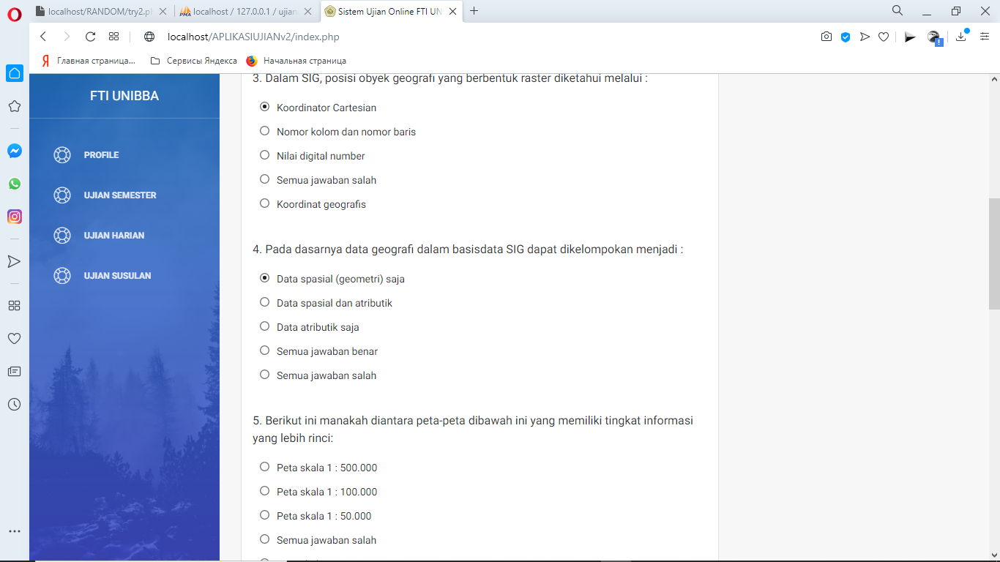 localhost/RANDOM/try2.p
localhost / 127.0.0.1 / ujian
Sistem Ujian Online FTI UN
localhost/APLIKASIUJIANv2/index.php
Главная страница...
Сервисы Яндекса
Начальная страница
FTI UNIBBA
PROFILE
UJIAN SEMESTER
UJIAN HARIAN
UJIAN SUSULAN
3. Dalam SIG, posisi obyek geografi yang berbentuk raster diketahui melalui :
Koordinator Cartesian
Nomor kolom dan nomor baris
Nilai digital number
Semua jawaban salah
Koordinat geografis
4. Pada dasarnya data geografi dalam basisdata SIG dapat dikelompokan menjadi :
Data spasial (geometri) saja
Data spasial dan atributik
Data atributik saja
Semua jawaban benar
Semua jawaban salah
5. Berikut ini manakah diantara peta-peta dibawah ini yang memiliki tingkat informasi
yang lebih rinci:
Peta skala 1 : 500.000
Peta skala 1 : 100.000
Peta skala 1 : 50.000
Semua jawaban salah